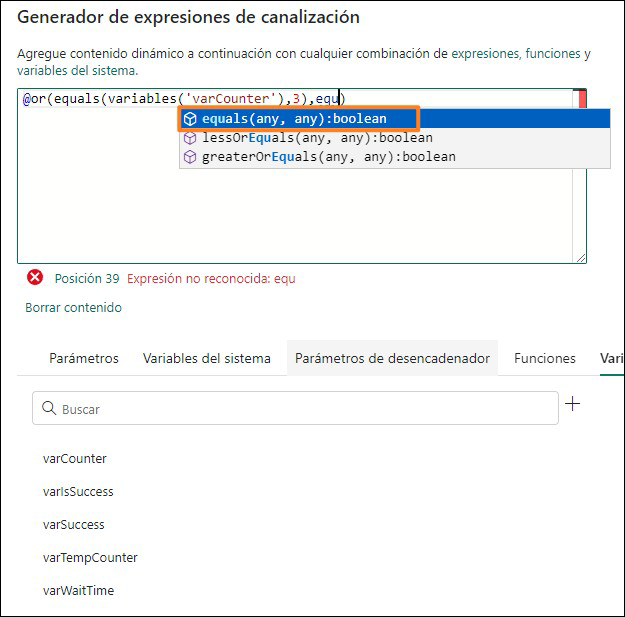 Generador de expresiones de canalización
Agregue contenido dinámico a continuación con cualquier combinación de expresiones, funciones y
variables del sistema.
@or(equals(variables('varCounter'),3),equ)
equals(any, any):boolean
lessOrEquals(any, any):boolean
greaterOrEquals(any, any):boolean
Posición 39 Expresión no reconocida: equ
Borrar contenido
Parámetros Variables del sistema Parámetros de desencadenador Funciones Vari
Buscar
varCounter
varIsSuccess
varSuccess
varTempCounter
varWaitTime